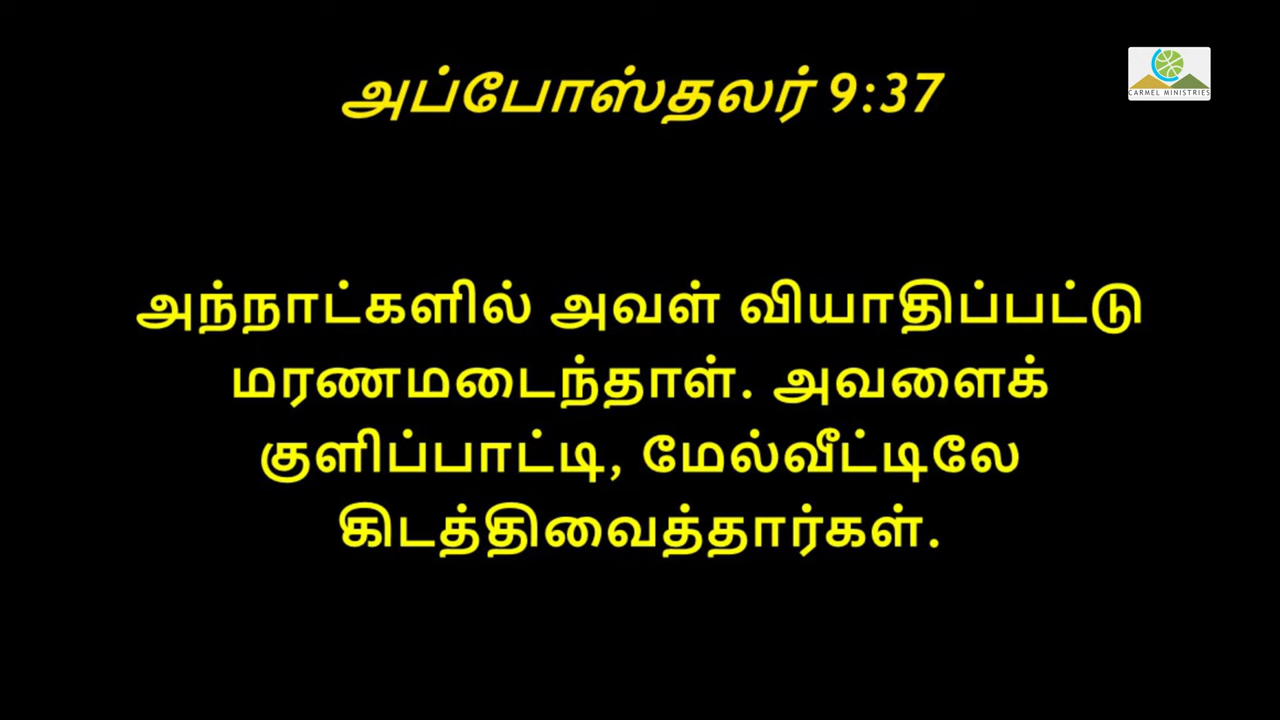 அப்போஸ்தலர் 9:37
CARMEL MINISTRIES
அந்நாட்களில் அவள் வியாதிப்பட்டு
மரணமடைந்தாள். அவளைக்
குளிப்பாட்டி, மேல்வீட்டிலே
கிடத்திவைத்தார்கள்.